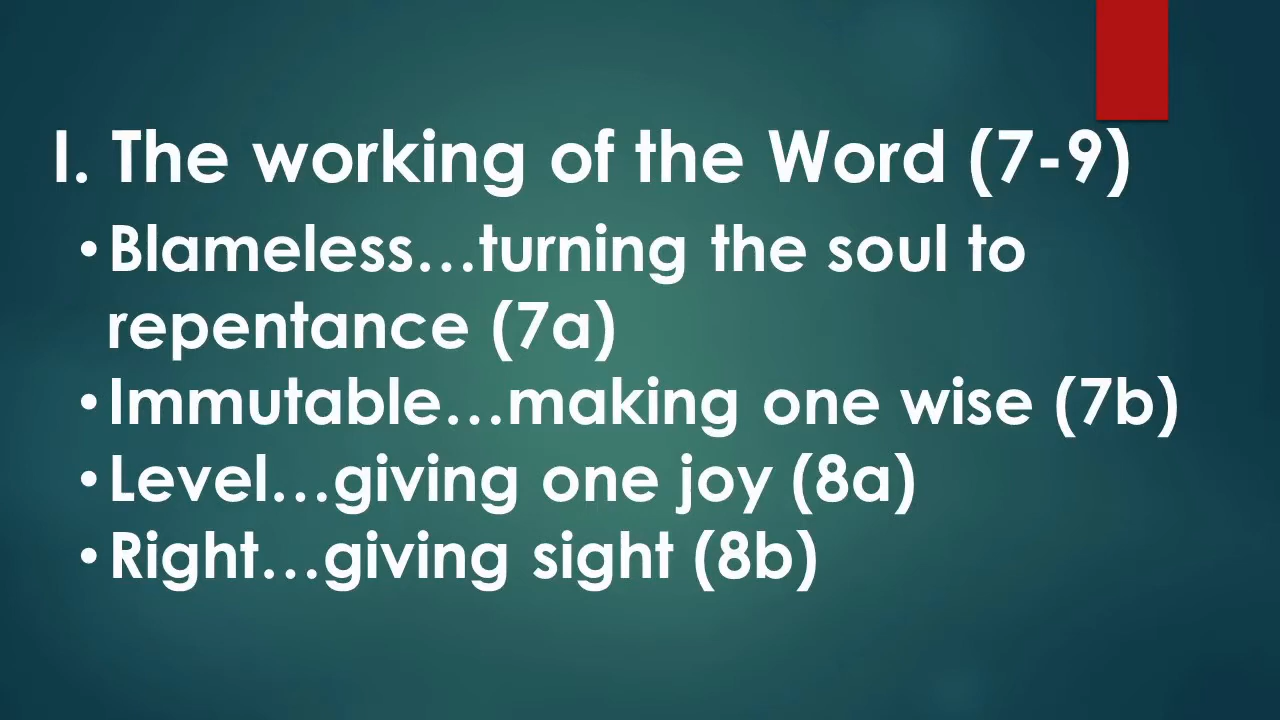 I. The working of the Word (7-9)
•Blameless…turning the soul to
repentance (7a)
•Immutable…making one wise (7b)
•Level…giving one joy (8a)
•Right…giving sight (8b)